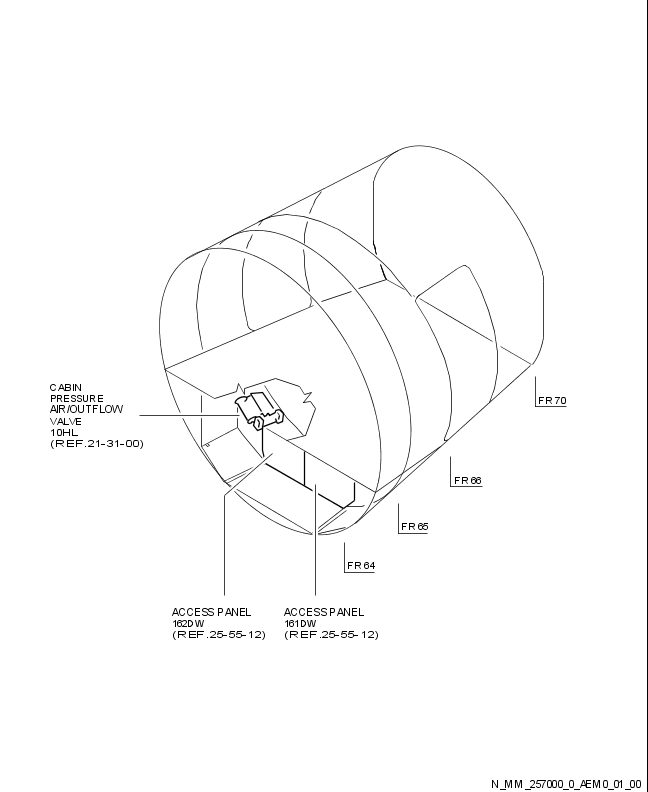 CABIN
PRESSURE
AIR/OUTFLOW
VALVE
10HL
(REF.21-31-00)
FR70
FR66
FR65
FR64
ACCESS PANEL
162DW
(REF.25-55-12)
ACCESS PANEL
161DW
(REF.25-55-12)
N_MM_257000_0_AEM0_01_00